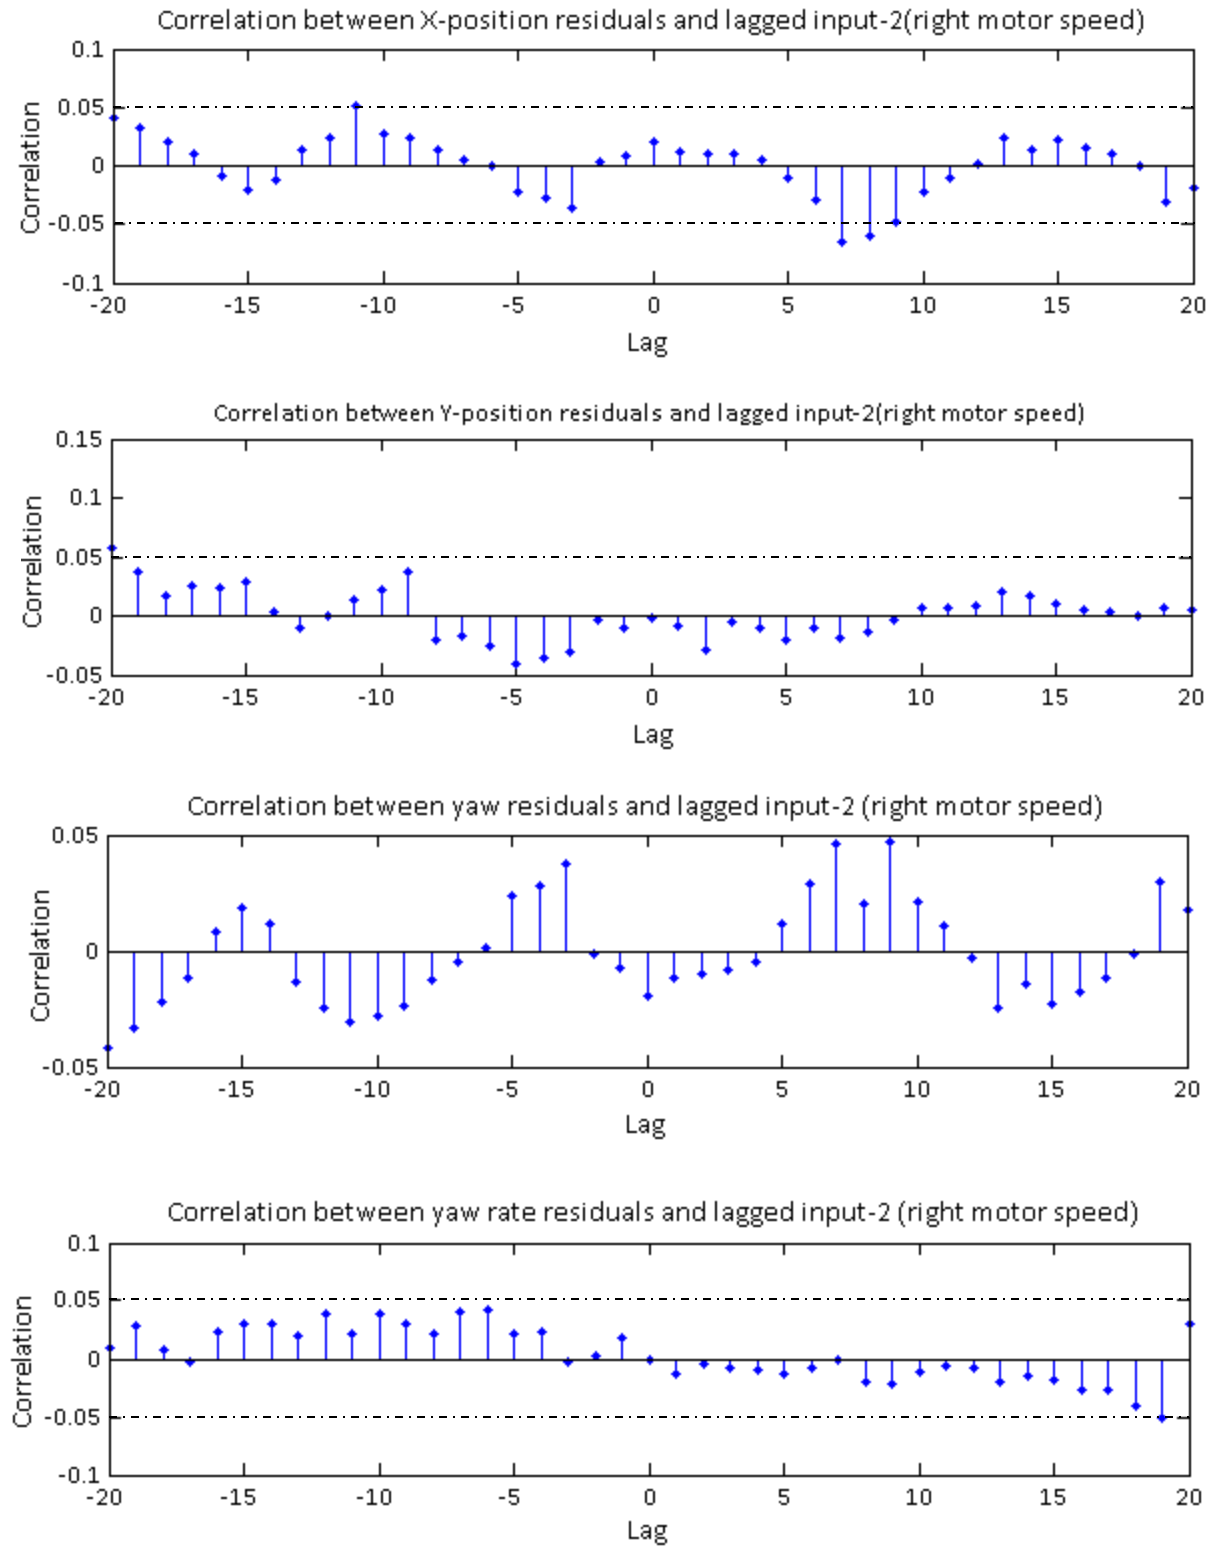 Correlation between X-position residuals and lagged input-2(right motor speed)
0.1
0.05
0
-0.05
-0.1
Correlation
-20 -15 -10 -5 0 5 10 15 20
Lag
Correlation between Y-position residuals and lagged input-2(right motor speed)
0.15
0.1
0.05
0
-0.05
Correlation
-20 -15 -10 -5 0 5 10 15 20
Lag
Correlation between yaw residuals and lagged input-2 (right motor speed)
0.05
0
-0.05
Correlation
-20 -15 -10 -5 0 5 10 15 20
Lag
Correlation between yaw rate residuals and lagged input-2 (right motor speed)
0.1
0.05
0
-0.05
-0.1
Correlation
-20 -15 -10 -5 0 5 10 15 20
Lag